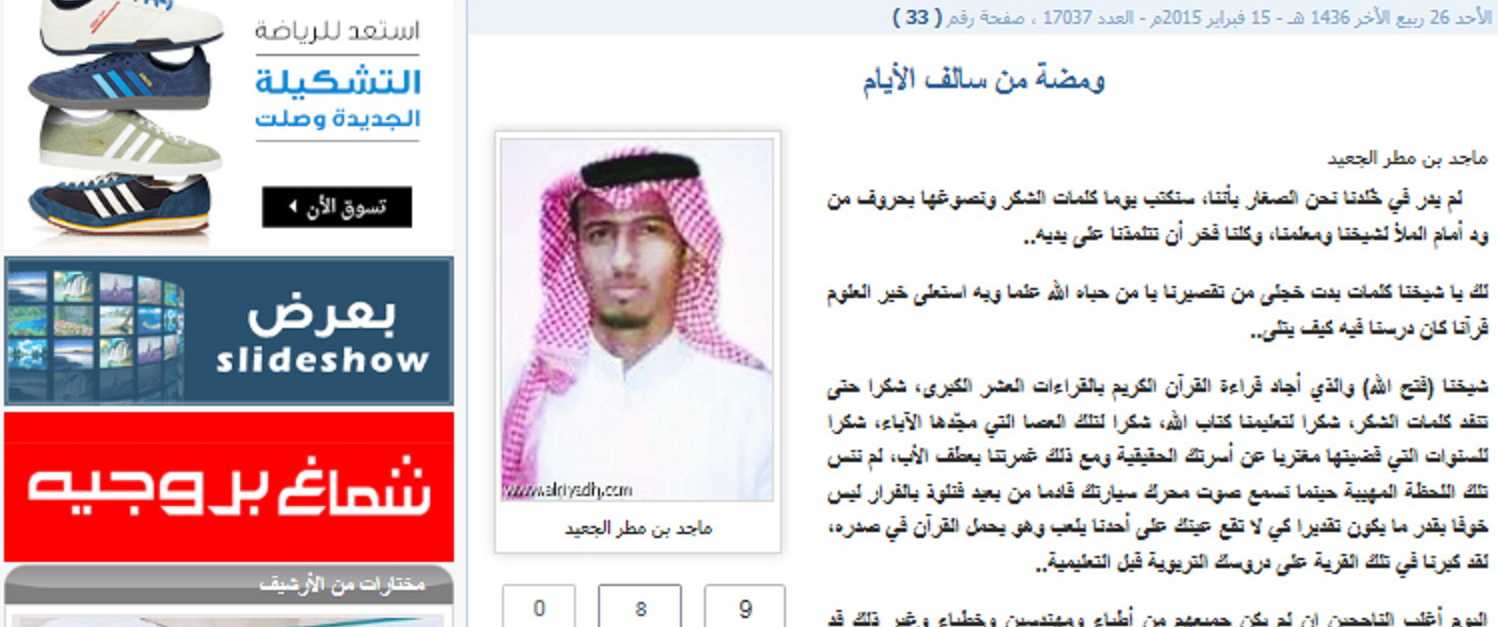 الأحد 26 ربيع الآخر 1436 هـ - 15 فبراير 2015م - العدد 17037 ، صفحة رقم ( 33 )
ومضة من سالف الأيام
ماجد بن مطر الجعيد
لم يدر في خُلدنا نحن الصغار بأننا، سنكتب يوما كلمات الشكر ونصوغها بحروف من
ود أمام الملأ لشيخنا ومعلمنا، وكلنا فخر أن تتلمذنا على يديه..
لك يا شيخنا كلمات بدت خجلى من تقصيرنا يا من حباه الله علما وبه استعلى خير العلوم
قرآنا كان درسنا فيه كيف يتلى..
شيخنا (فتح الله) والذي أجاد قراءة القرآن الكريم بالقراءات العشر الكبرى، شكرا حتى
تنفد كلمات الشكر، شكرا لتعليمنا كتاب الله، شكرا لتلك العصا التي مجّدها الآباء، شكرا
للسنوات التي قضيتها مغتربا عن أسرتك الحقيقية ومع ذلك غمرتنا بعطف الأب، لم ننس
تلك اللحظة المهيبة حينما نسمع صوت محرك سيارتك قادما من بعيد فنلوذ بالفرار ليس
خوفا بقدر ما يكون تقديرا كي لا تقع عينك على أحدنا يلعب وهو يحمل القرآن في صدره،
لقد كبرنا في تلك القرية على دروسك التربوية قبل التعليمية..
اليوم أغلب الناجحين إن لم يكن جميعهم من أطباء ومهندسين وخطباء وغير ذلك قد
www.alriyadh.com
ماجد بن مطر الجعيد
0 8 9
استعد للرياضة
التشكيلة
الجديدة وصلت
تسوق الأن
بعرض
slideshow
شماغ بروجيه
مختارات من الأرشيف